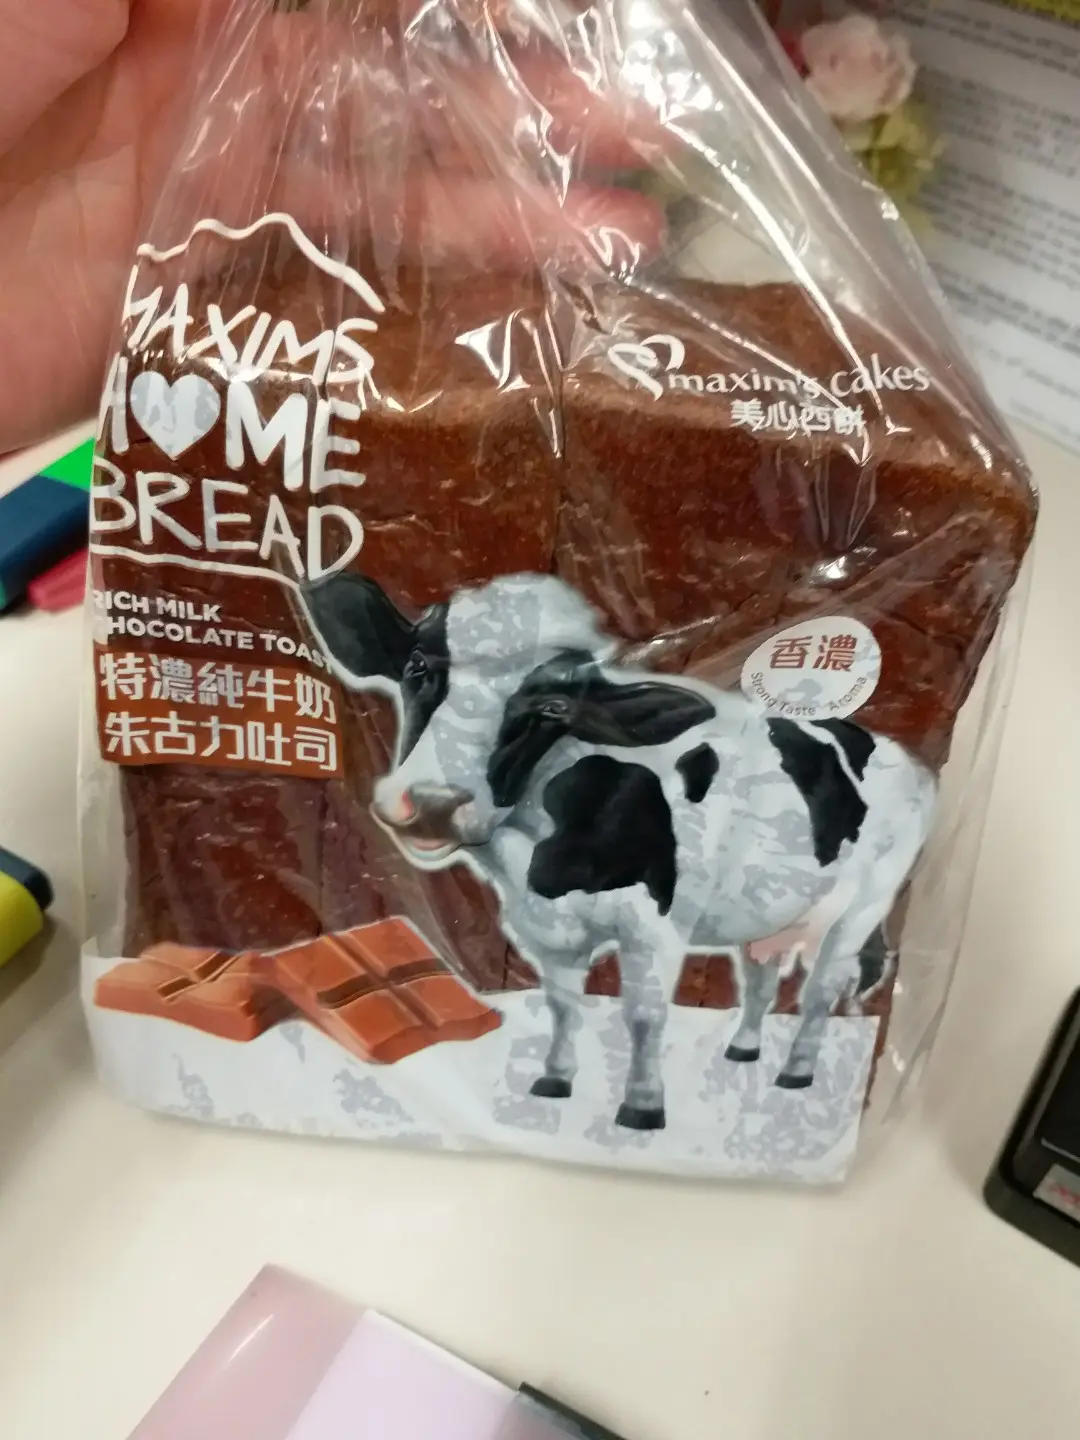 MAXIMS
HOME
BREAD
RICH MILK
CHOCOLATE TOAST
特濃純牛奶
朱古力吐司
maxim's cakes
美心西餅
香濃
Strong Taste Aroma